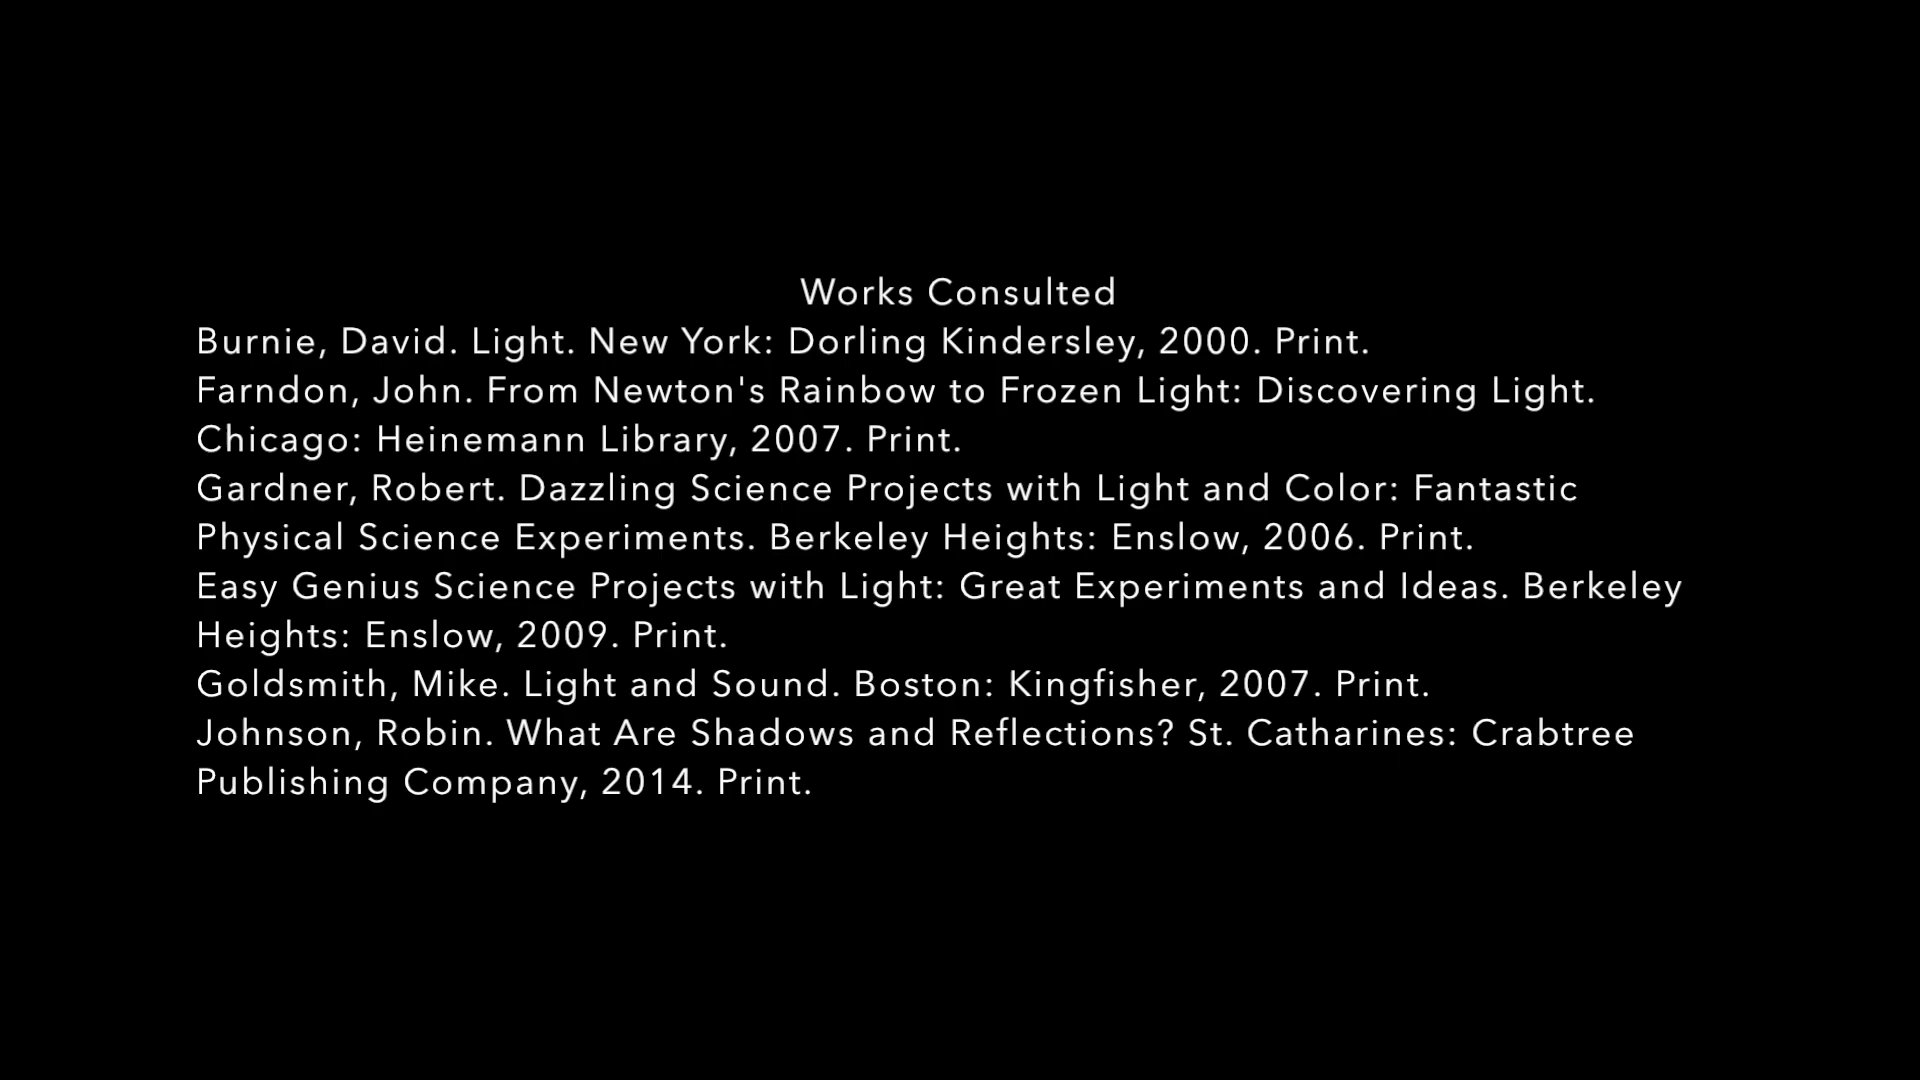 Works Consulted
Burnie, David. Light. New York: Dorling Kindersley, 2000. Print.
Farndon, John. From Newton's Rainbow to Frozen Light: Discovering Light.
Chicago: Heinemann Library, 2007. Print.
Gardner, Robert. Dazzling Science Projects with Light and Color: Fantastic
Physical Science Experiments. Berkeley Heights: Enslow, 2006. Print.
Easy Genius Science Projects with Light: Great Experiments and Ideas. Berkeley
Heights: Enslow, 2009. Print.
Goldsmith, Mike. Light and Sound. Boston: Kingfisher, 2007. Print.
Johnson, Robin. What Are Shadows and Reflections? St. Catharines: Crabtree
Publishing Company, 2014. Print.